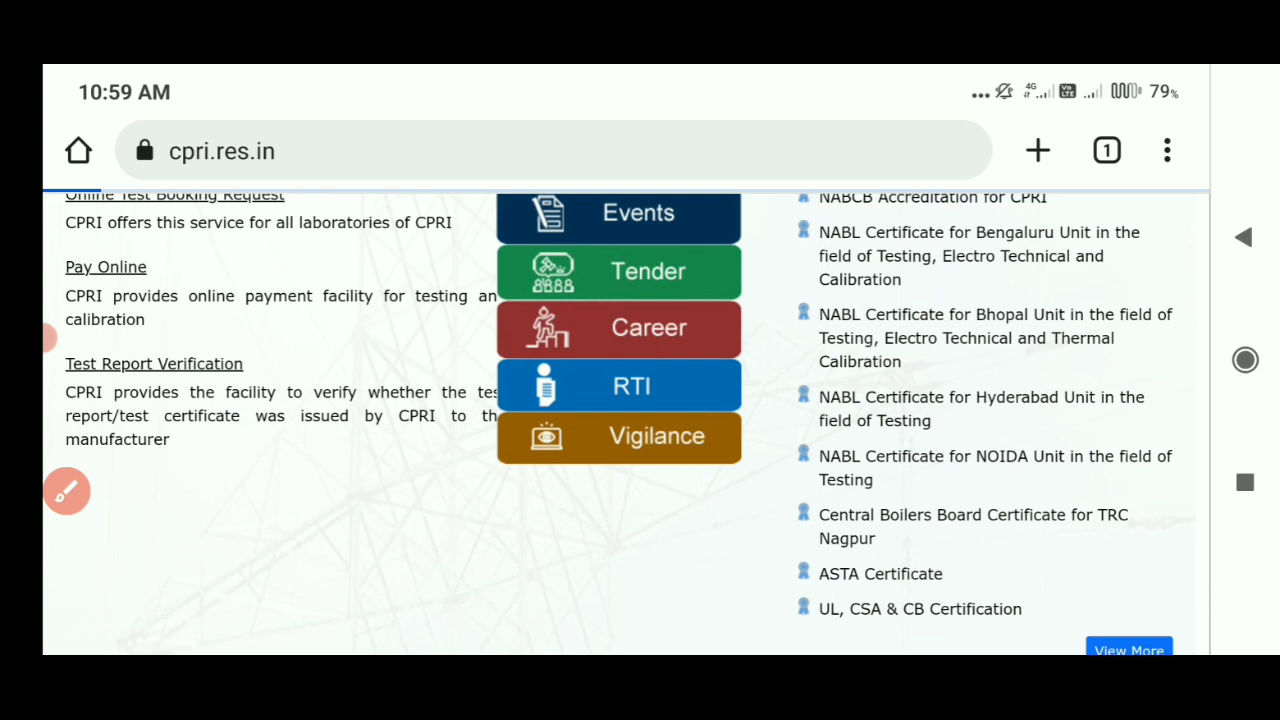 10:59 AM
4G
79%
cpri.res.in
1
Online Test Booking Request
CPRI offers this service for all laboratories of CPRI
Pay Online
CPRI provides online payment facility for testing an
calibration
Test Report Verification
CPRI provides the facility to verify whether the tes
report/test certificate was issued by CPRI to th
manufacturer
Events
Tender
Career
RTI
Vigilance
NABCB Accreditation for CPRI
NABL Certificate for Bengaluru Unit in the
field of Testing, Electro Technical and
Calibration
NABL Certificate for Bhopal Unit in the field of
Testing, Electro Technical and Thermal
Calibration
NABL Certificate for Hyderabad Unit in the
field of Testing
NABL Certificate for NOIDA Unit in the field of
Testing
Central Boilers Board Certificate for TRC
Nagpur
ASTA Certificate
UL, CSA & CB Certification
View More